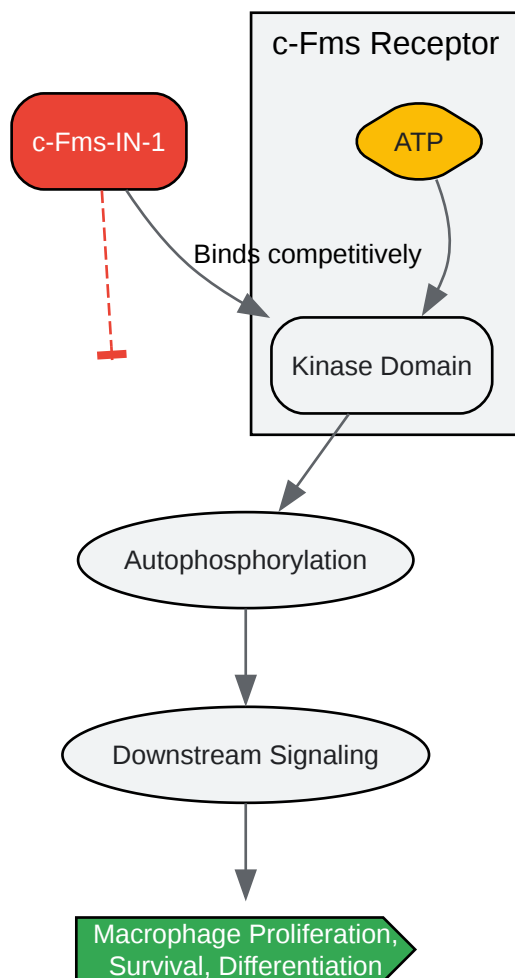 c-Fms Receptor
c-Fms-IN-1
ATP
Binds competitively
Kinase Domain
Autophosphorylation
Downstream Signaling
Macrophage Proliferation,
Survival, Differentiation